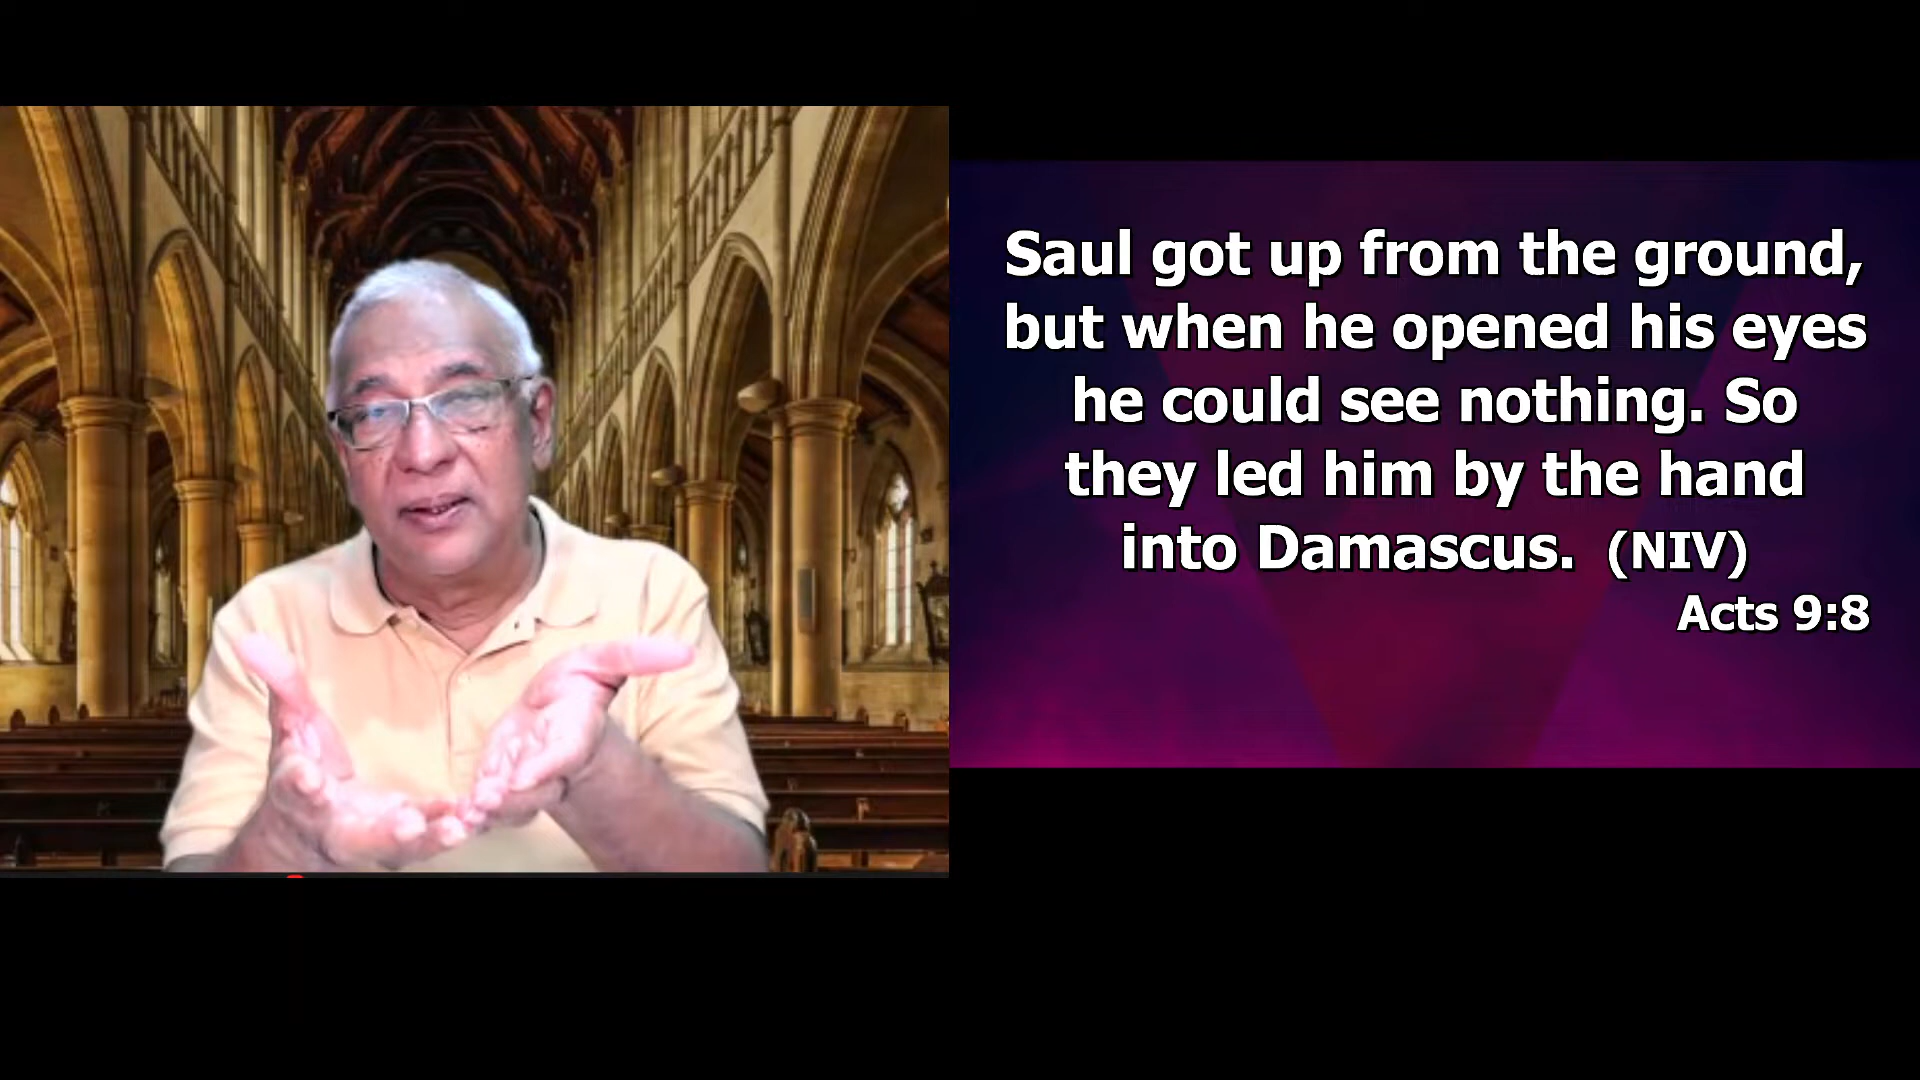 Saul got up from the ground,
but when he opened his eyes
he could see nothing. So
they led him by the hand
into Damascus. (NIV)
Acts 9:8